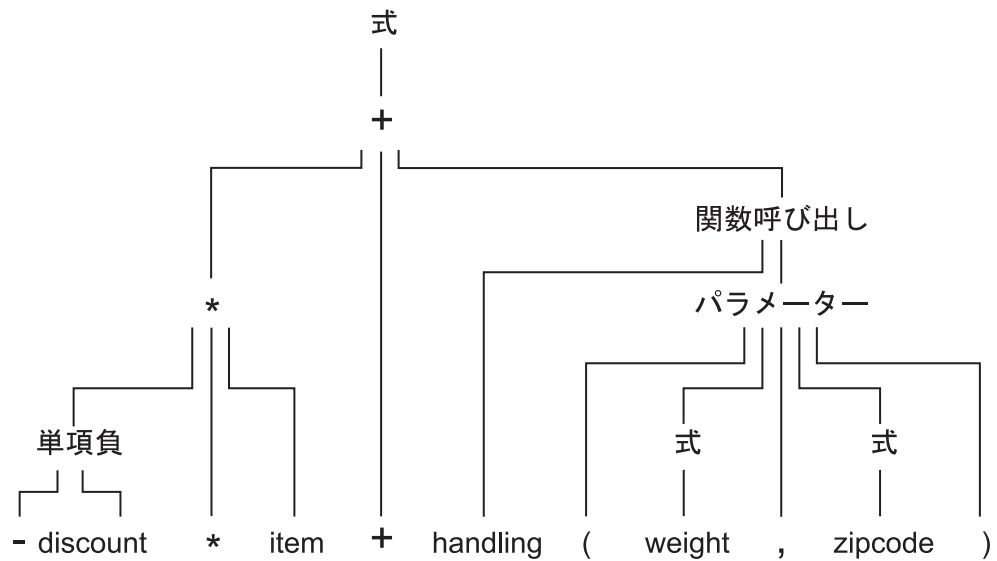 式
+
関数呼び出し
* パラメーター
単項負 式 式
- discount * item + handling ( weight , zipcode )